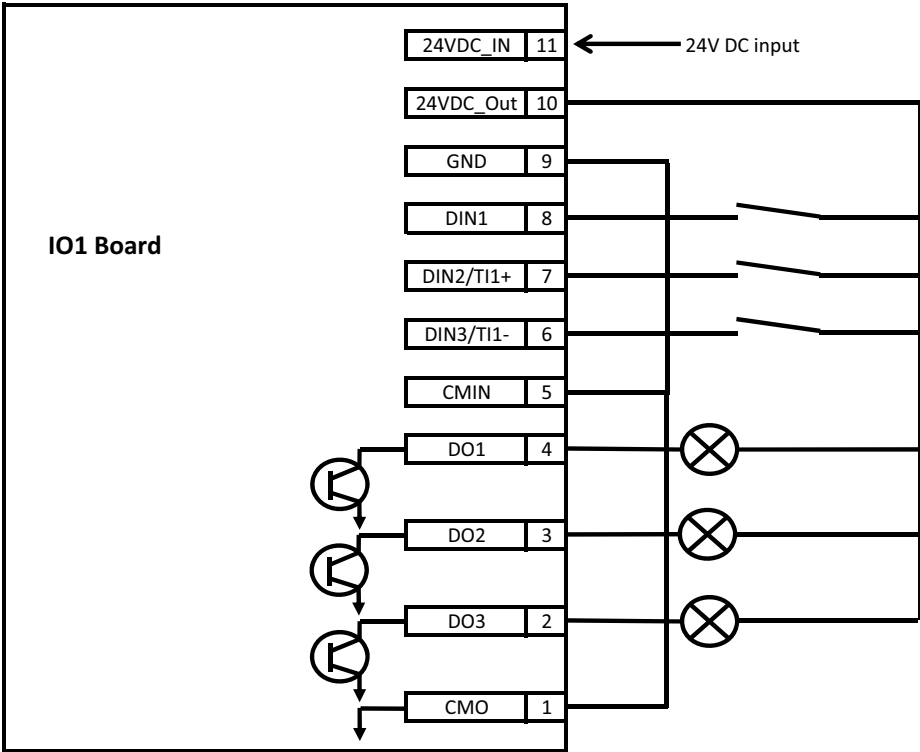 24VDC_IN 11 24V DC input
24VDC_Out 10
GND 9
DIN1 8
IO1 Board
DIN2/TI1+ 7
DIN3/TI1- 6
CMIN 5
DO1 4
DO2 3
DO3 2
CMO 1